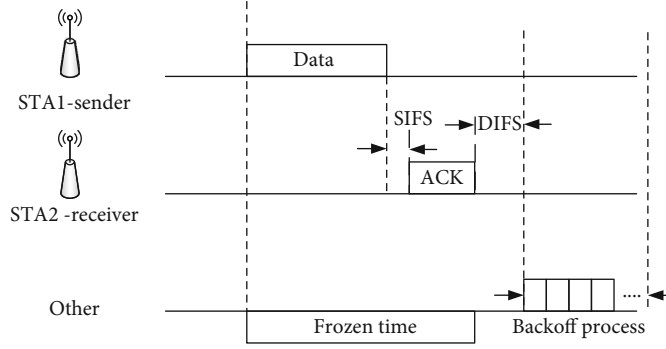 Data
STA1-sender
SIFS
DIFS
ACK
STA2 -receiver
....
Other
Frozen time
Backoff process